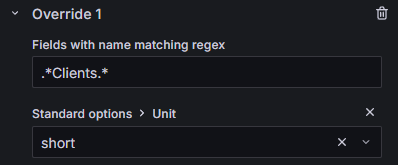 Override 1
Fields with name matching regex
.*Clients.*
Standard options > Unit
short